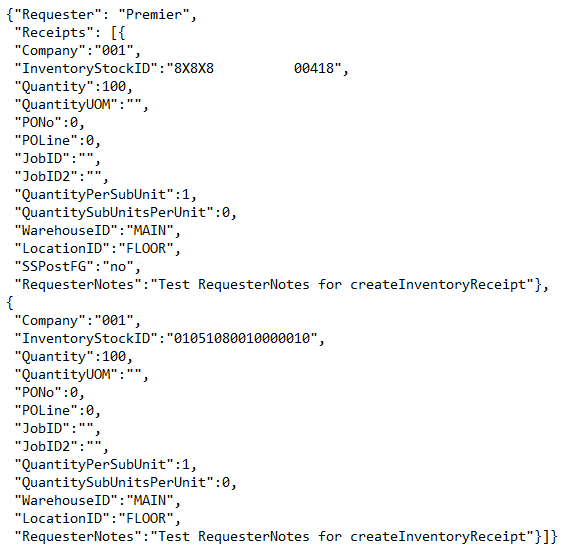 {"Requester": "Premier",
 "Receipts": [{
 "Company":"001",
 "InventoryStockID":"8X8X8          00418",
 "Quantity":100,
 "QuantityUOM":"",
 "PONo":0,
 "POLine":0,
 "JobID":"",
 "JobID2":"",
 "QuantityPerSubUnit":1,
 "QuantitySubUnitsPerUnit":0,
 "WarehouseID":"MAIN",
 "LocationID":"FLOOR",
 "SSPostFG":"no",
 "RequesterNotes":"Test RequesterNotes for createInventoryReceipt"},
{
 "Company":"001",
 "InventoryStockID":"01051080010000010",
 "Quantity":100,
 "QuantityUOM":"",
 "PONo":0,
 "POLine":0,
 "JobID":"",
 "JobID2":"",
 "QuantityPerSubUnit":1,
 "QuantitySubUnitsPerUnit":0,
 "WarehouseID":"MAIN",
 "LocationID":"FLOOR",
 "RequesterNotes":"Test RequesterNotes for createInventoryReceipt"}]}